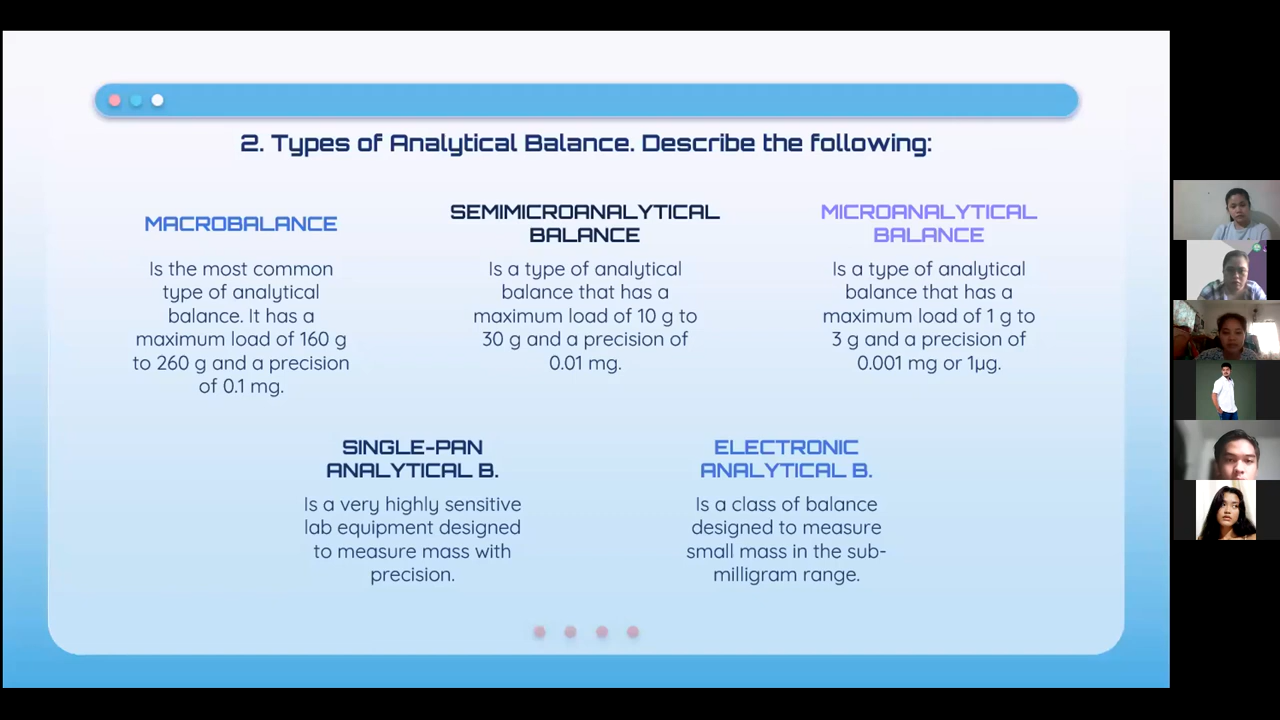 2. Types of Analytical Balance. Describe the following:
MACROBALANCE
Is the most common
type of analytical
balance. It has a
maximum load of 160 g
to 260 g and a precision
of 0.1 mg.
SEMIMICROANALYTICAL
BALANCE
Is a type of analytical
balance that has a
maximum load of 10 g to
30 g and a precision of
0.01 mg.
MICROANALYTICAL
BALANCE
Is a type of analytical
balance that has a
maximum load of 1 g to
3 g and a precision of
0.001 mg or 1µg.
SINGLE-PAN
ANALYTICAL B.
Is a very highly sensitive
lab equipment designed
to measure mass with
precision.
ELECTRONIC
ANALYTICAL B.
Is a class of balance
designed to measure
small mass in the sub-
milligram range.